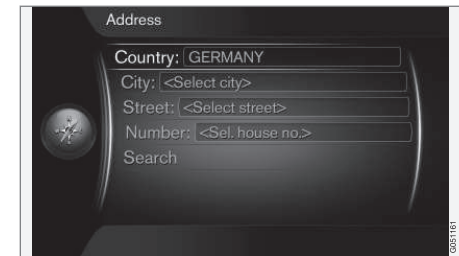 Address
Country: GERMANY
City: <Select city>
Street: <Select street>
Number: <Sel. house no.>
Search
G051161